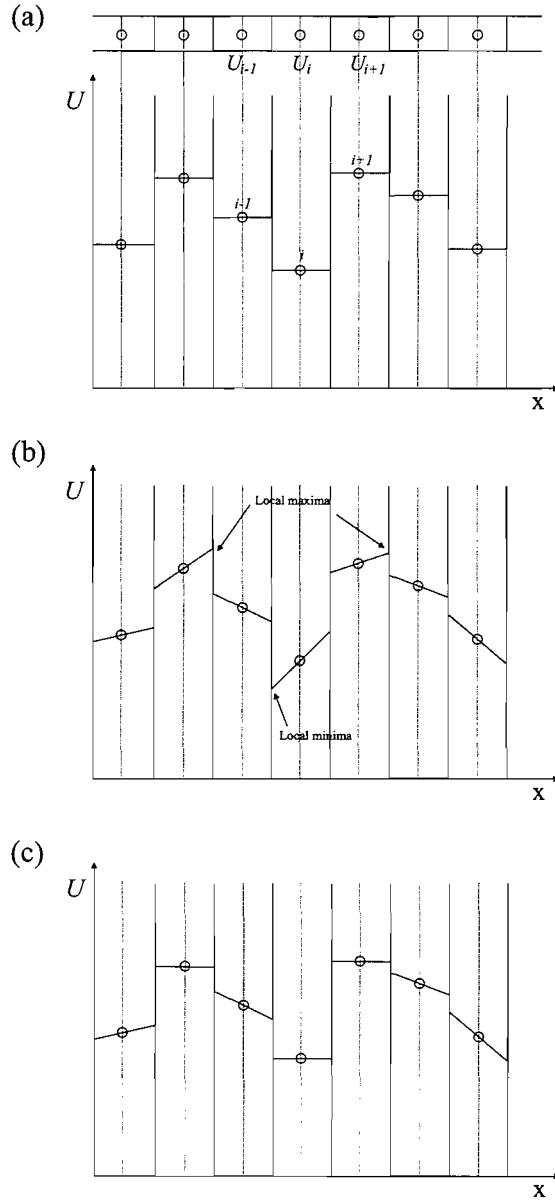 (a)
U_{i-1} U_i U_{i+1}
U
i-1 i i+1
x
(b)
U
Local maxima
Local minima
x
(c)
U
x